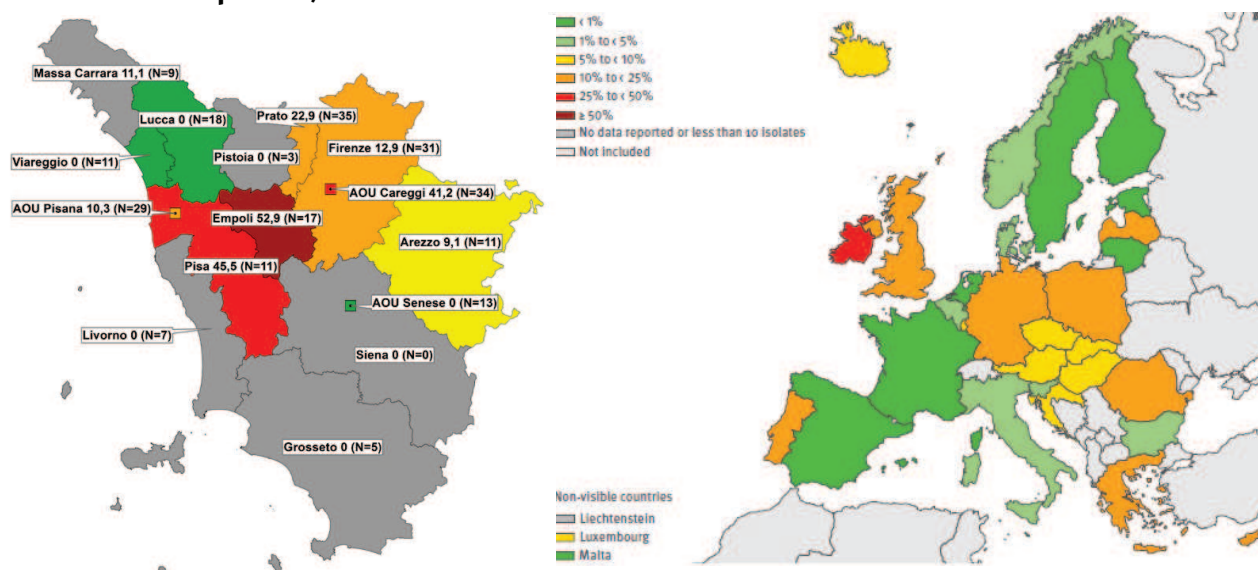 Massa Carrara 11,1 (N=9)
Lucca 0 (N=18)
Prato 22,9 (N=35)
Firenze 12,9 (N=31)
Viareggio 0 (N=11)
Pistoia 0 (N=3)
AOU Careggi 41,2 (N=34)
AOU Pisana 10,3 (N=29)
Empoli 52,9 (N=17)
Arezzo 9,1 (N=11)
Pisa 45,5 (N=11)
AOU Senese 0 (N=13)
Livorno 0 (N=7)
Siena 0 (N=0)
Grosseto 0 (N=5)
< 1%
1% to < 5%
5% to < 10%
10% to < 25%
25% to < 50%
≥ 50%
No data reported or less than 10 isolates
Not included
Non-visible countries
Liechtenstein
Luxembourg
Malta